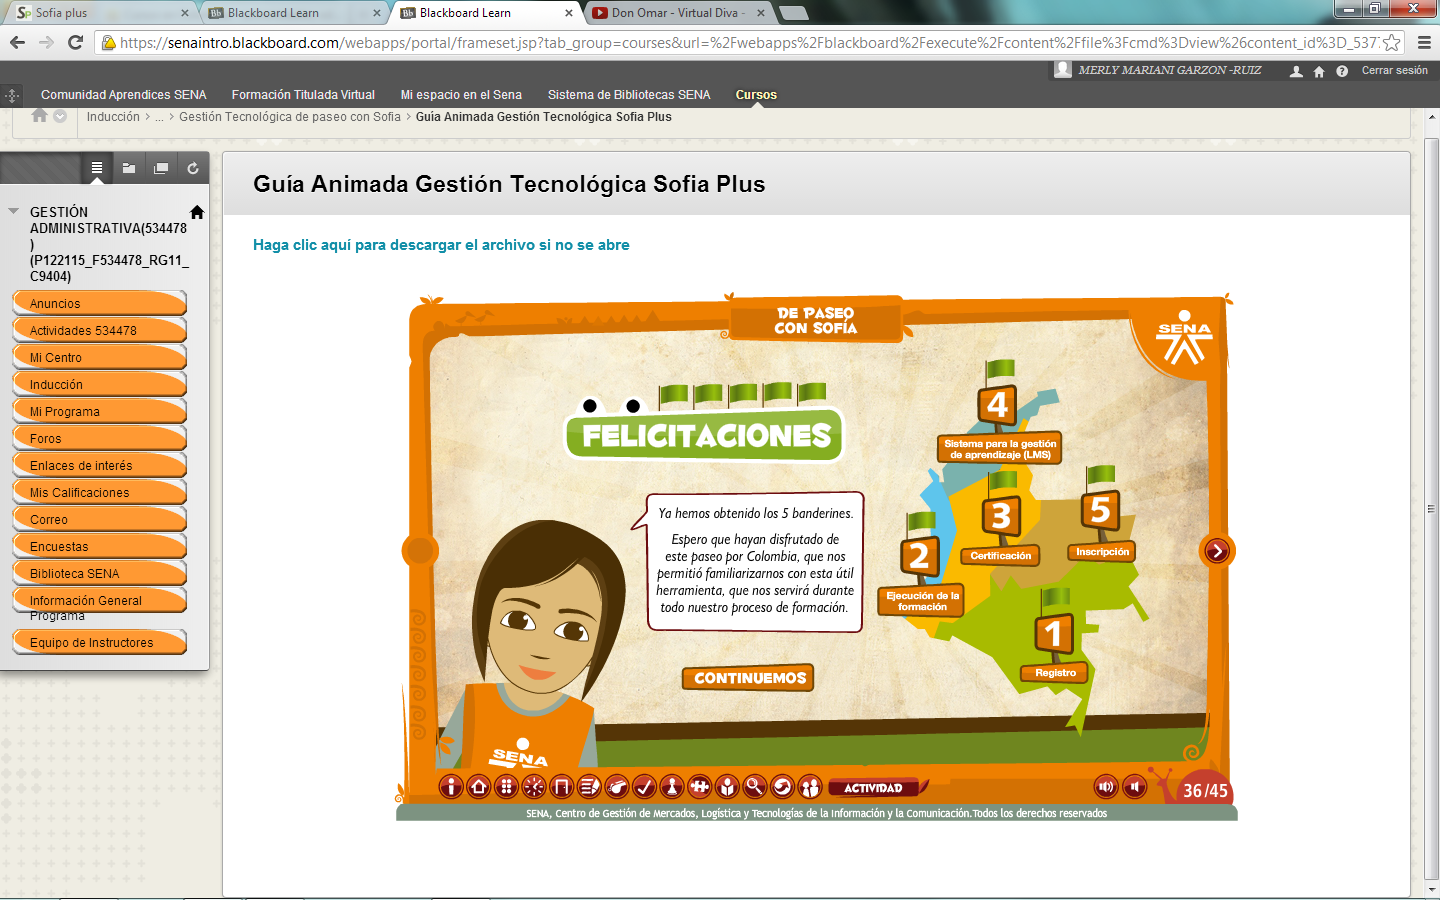 Sofia plus
Blackboard Learn
Blackboard Learn
Don Omar - Virtual Diva -
https://senaintro.blackboard.com/webapps/portal/frameset.jsp?tab_group=courses&url=%2Fwebapps%2Fblackboard%2Fexecute%2Fcontent%2Ffile%3Fcmd%3Dview%26content_id%3D_537
MERLY MARIANI GARZON -RUIZ
Cerrar sesión
Comunidad Aprendices SENA
Formación Titulada Virtual
Mi espacio en el Sena
Sistema de Bibliotecas SENA
Cursos
Inducción > ... > Gestión Tecnológica de paseo con Sofia > Guía Animada Gestión Tecnológica Sofia Plus
GESTIÓN
ADMINISTRATIVA(534478
)
(P122115_F534478_RG11_
C9404)
Anuncios
Actividades 534478
Mi Centro
Inducción
Mi Programa
Foros
Enlaces de interés
Mis Calificaciones
Correo
Encuestas
Biblioteca SENA
Información General
Programa
Equipo de Instructores
Guía Animada Gestión Tecnológica Sofia Plus
Haga clic aquí para descargar el archivo si no se abre
DE PASEO
CON SOFÍA
SENA
FELICITACIONES
Ya hemos obtenido los 5 banderines.
Espero que hayan disfrutado de
este paseo por Colombia, que nos
permitió familiarizarnos con esta útil
herramienta, que nos servirá durante
todo nuestro proceso de formación.
CONTINUEMOS
4
Sistema para la gestión
de aprendizaje (LMS)
3
Certificación
5
Inscripción
2
Ejecución de la
formación
1
Registro
SENA
ACTIVIDAD
36/45
SENA, Centro de Gestión de Mercados, Logística y Tecnologías de la Información y la Comunicación.Todos los derechos reservados